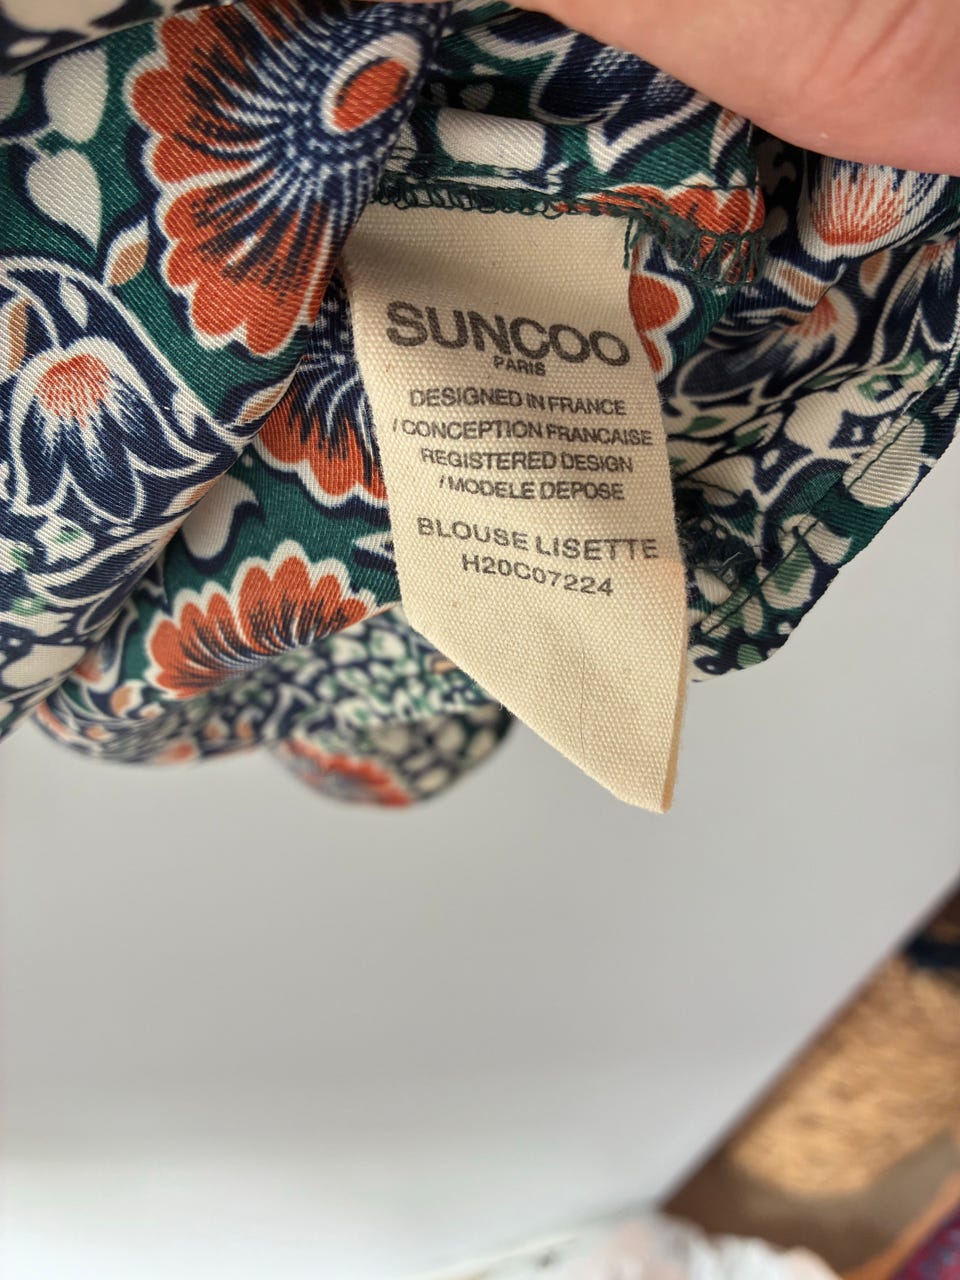 SUNCOO
PARIS
DESIGNED IN FRANCE
/ CONCEPTION FRANCAISE
REGISTERED DESIGN
/ MODELE DEPOSE
BLOUSE LISETTE
H20C07224